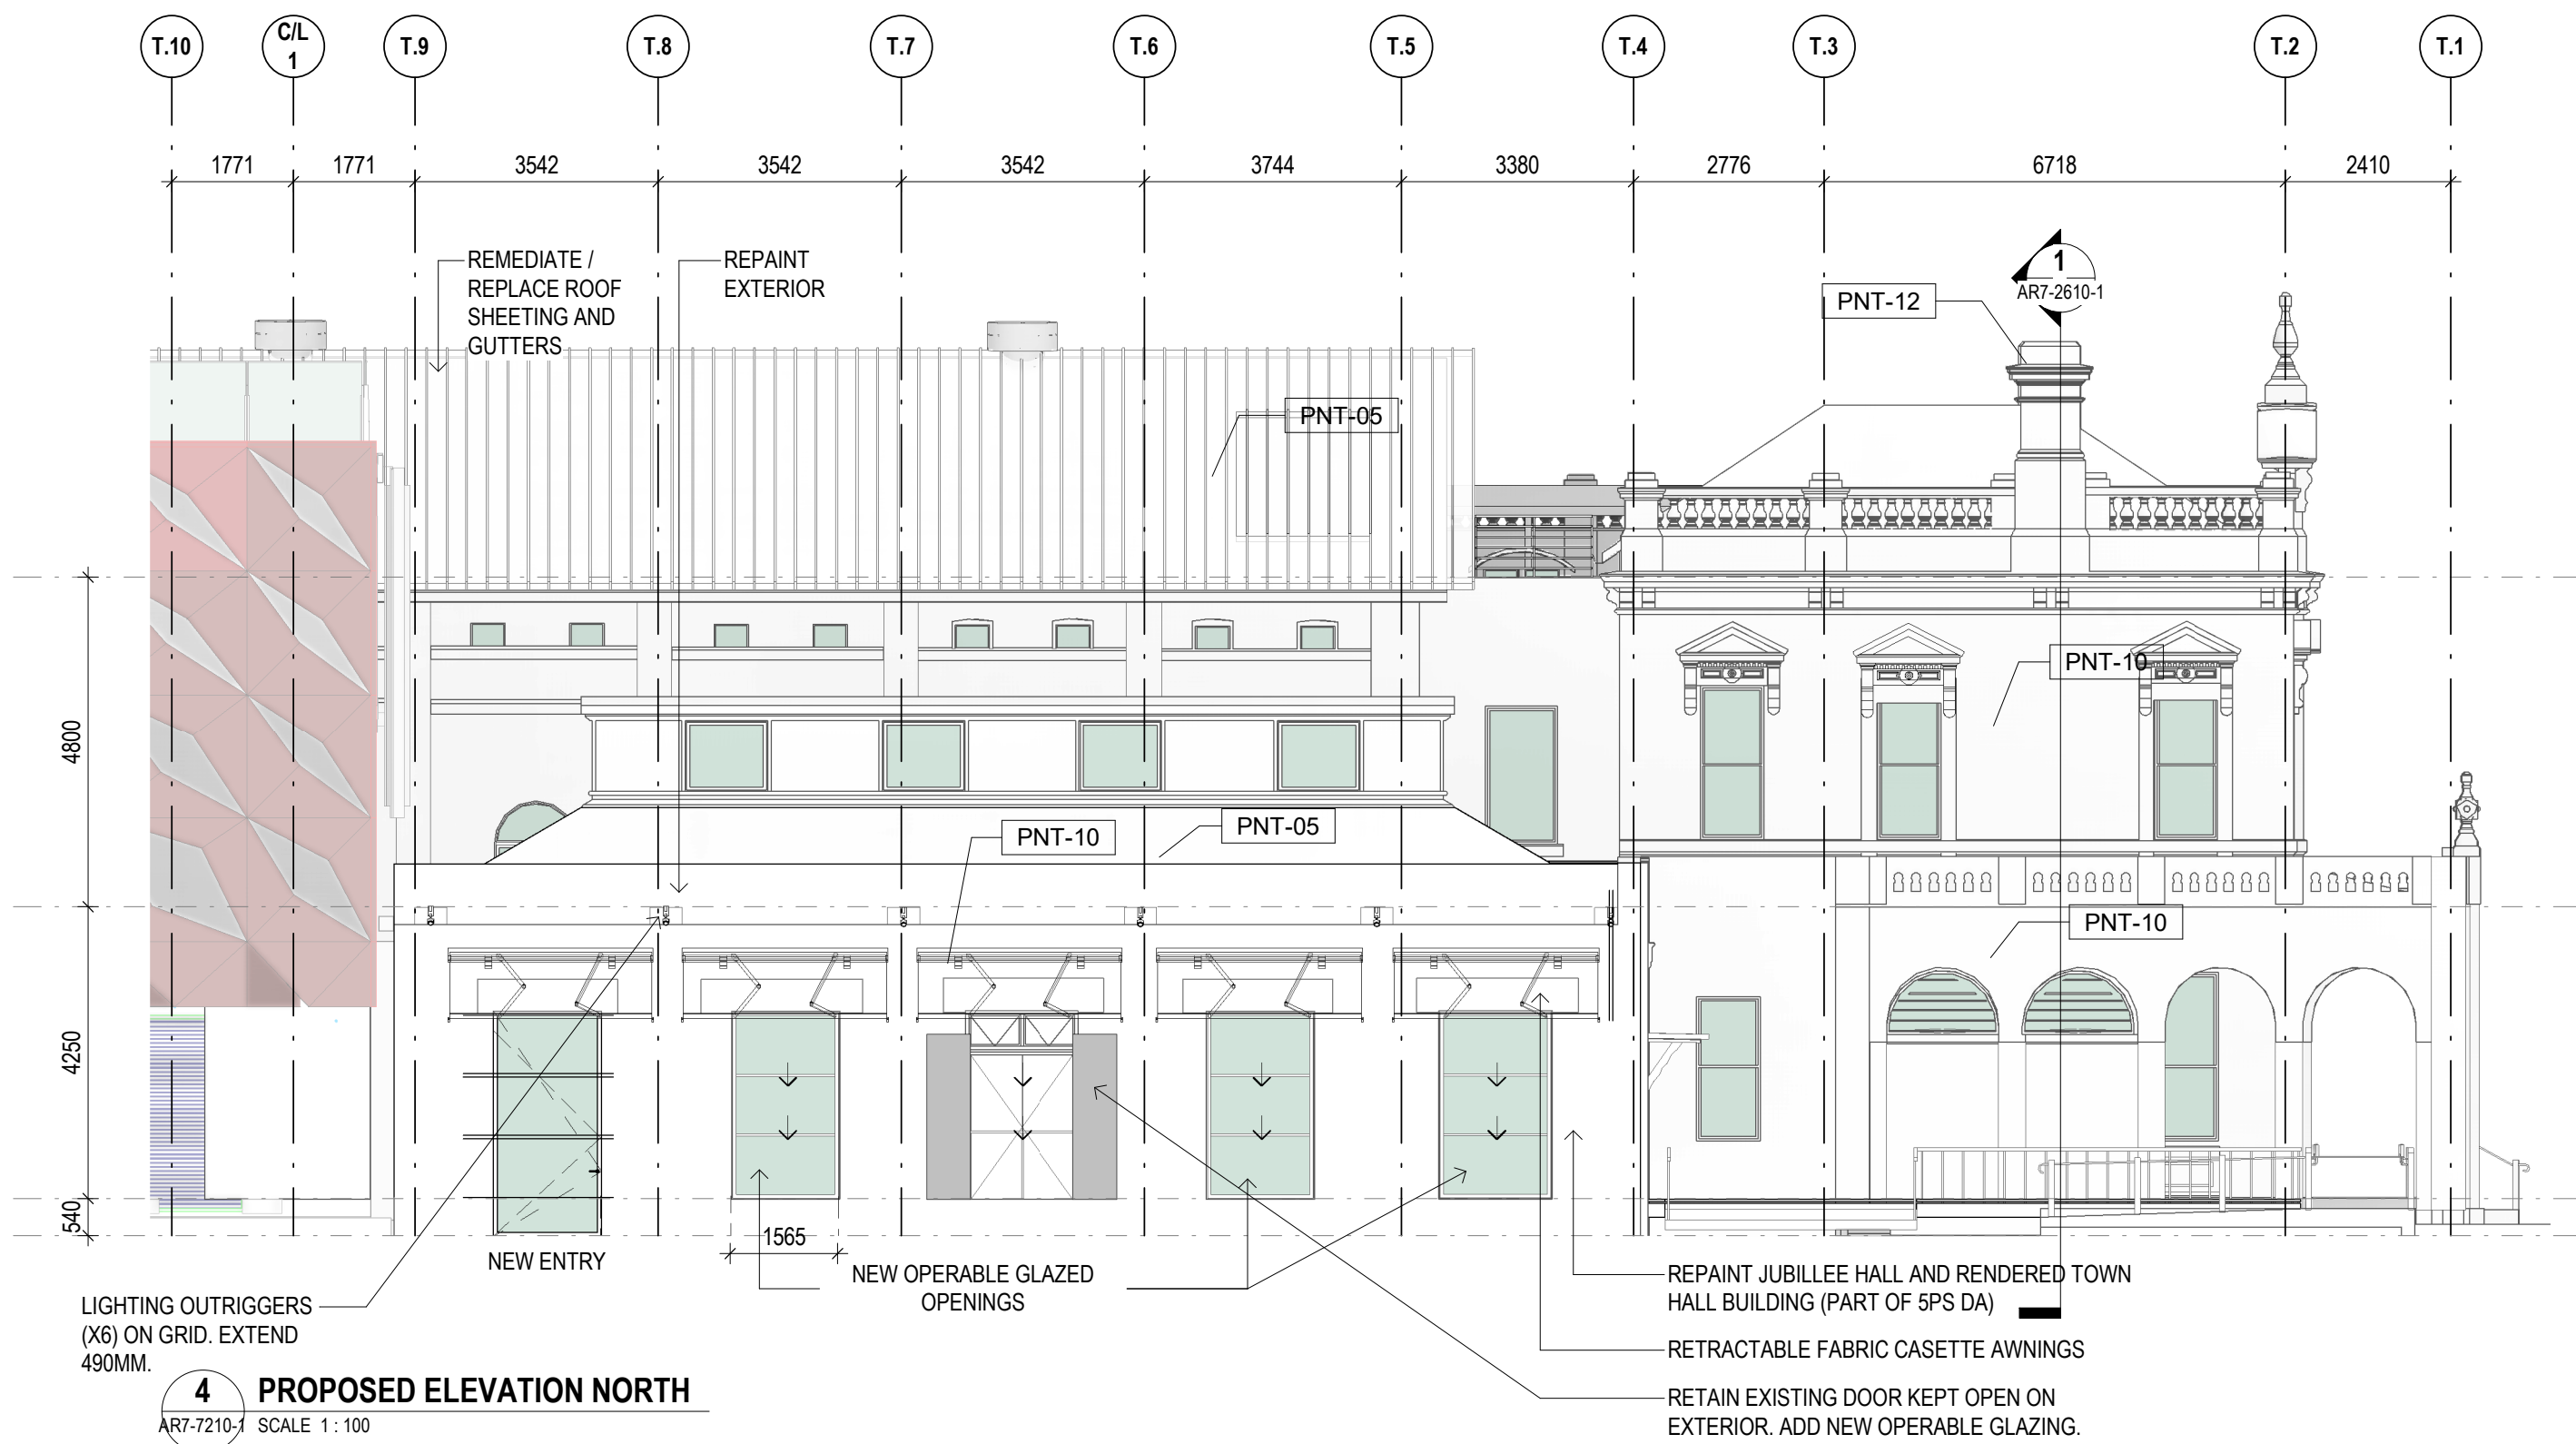 T.10
C/L
1
T.9
T.8
T.7
T.6
T.5
T.4
T.3
T.2
T.1
1771
1771
3542
3542
3542
3744
3380
2776
6718
2410
REMEDIATE /
REPLACE ROOF
SHEETING AND
GUTTERS
REPAINT
EXTERIOR
1
AR7-2610-1
PNT-12
PNT-05
PNT-10
4800
PNT-10
PNT-05
PNT-10
4250
540
1565
NEW ENTRY
NEW OPERABLE GLAZED
OPENINGS
LIGHTING OUTRIGGERS
(X6) ON GRID. EXTEND
490MM.
REPAINT JUBILLEE HALL AND RENDERED TOWN
HALL BUILDING (PART OF 5PS DA)
RETRACTABLE FABRIC CASETTE AWNINGS
RETAIN EXISTING DOOR KEPT OPEN ON
EXTERIOR. ADD NEW OPERABLE GLAZING.
4
PROPOSED ELEVATION NORTH
AR7-7210-1
SCALE 1 : 100